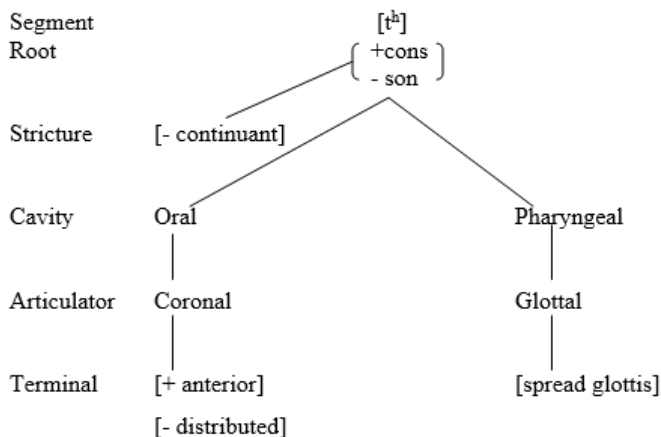 Segment [tʰ]
Root +cons
- son
Stricture [- continuant]
Cavity Oral Pharyngeal
Articulator Coronal Glottal
Terminal [+ anterior] [spread glottis]
[- distributed]